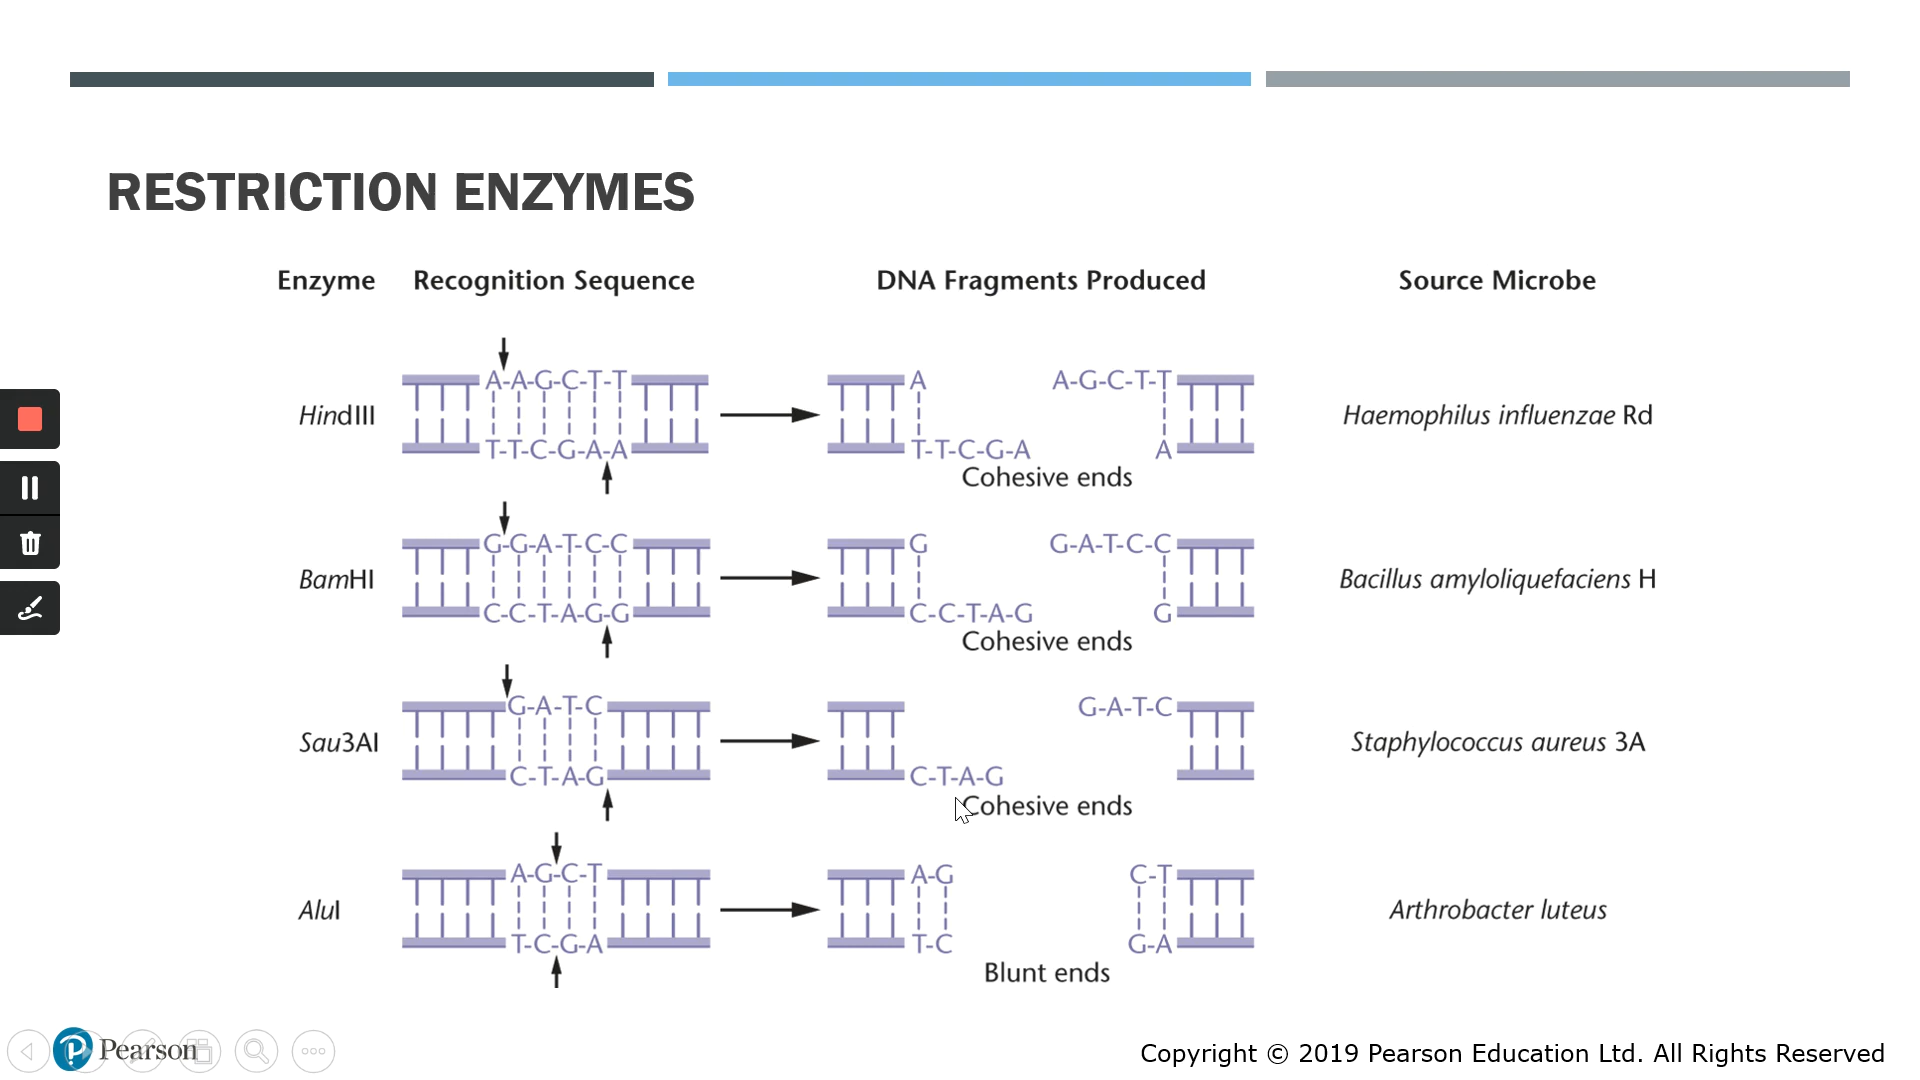 RESTRICTION ENZYMES
Enzyme Recognition Sequence DNA Fragments Produced Source Microbe
A-A-G-C-T-T A A-G-C-T-T
HindIII Haemophilus influenzae Rd
T-T-C-G-A-A T-T-C-G-A A
Cohesive ends
G-G-A-T-C-C G G-A-T-C-C
BamHI Bacillus amyloliquefaciens H
C-C-T-A-G-G C-C-T-A-G G
Cohesive ends
G-A-T-C G-A-T-C
Sau3AI Staphylococcus aureus 3A
C-T-A-G C-T-A-G
Cohesive ends
A-G-C-T A-G C-T
AluI Arthrobacter luteus
T-C-G-A T-C G-A
Blunt ends
P Pearson
Copyright © 2019 Pearson Education Ltd. All Rights Reserved